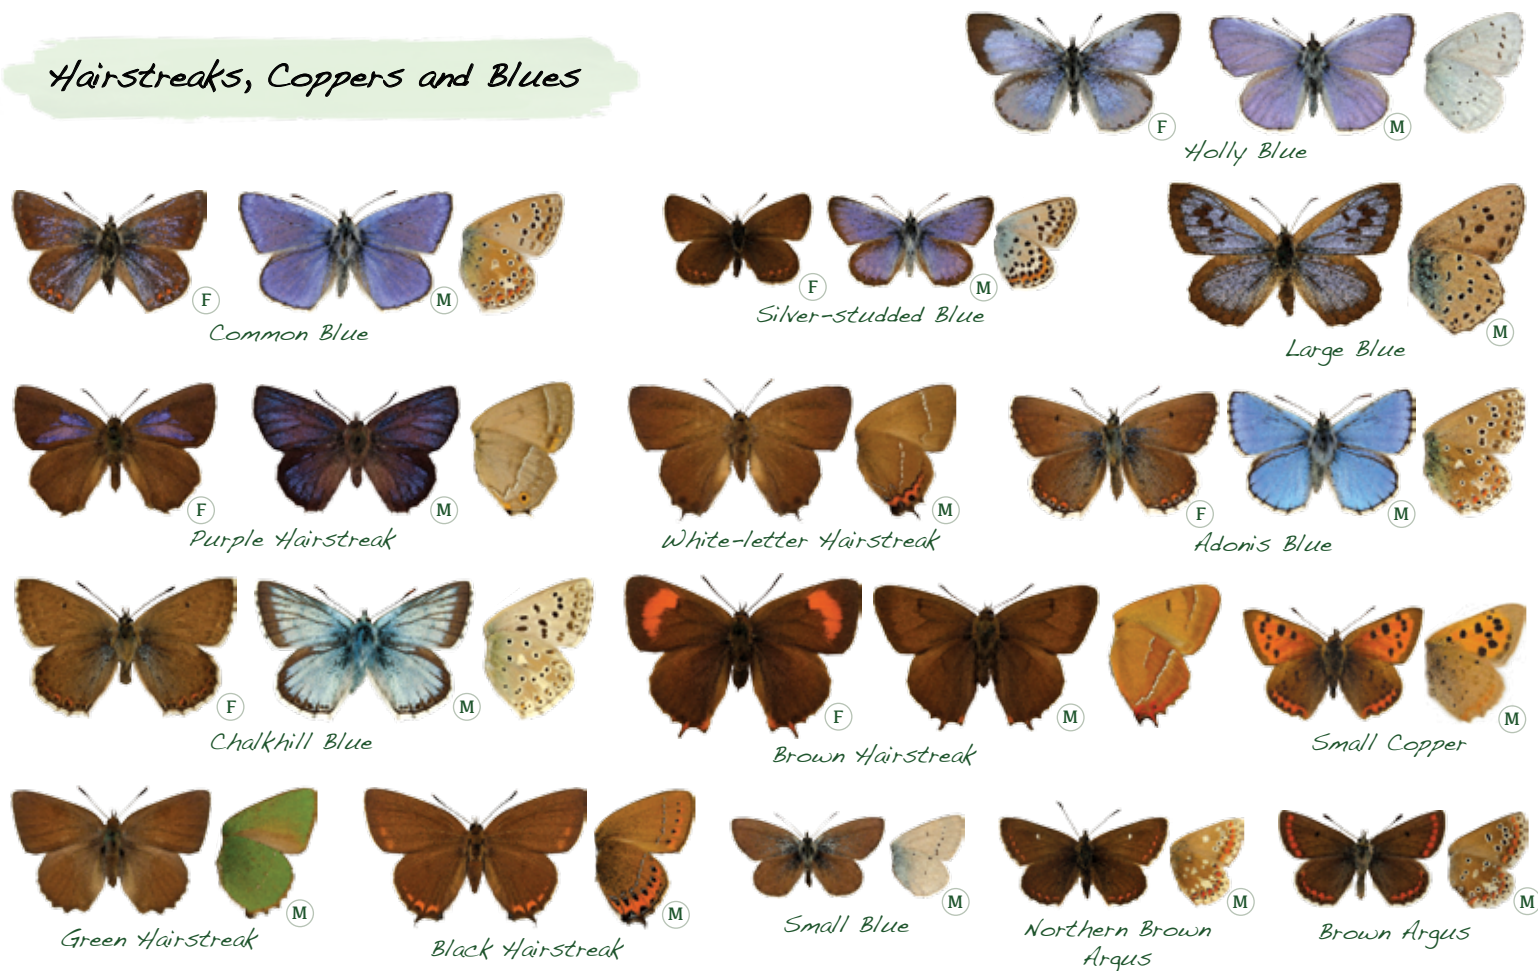 Hairstreaks, Coppers and Blues
F
M
Holly Blue
F
M
Common Blue
F
M
Silver-studded Blue
M
Large Blue
F
M
Purple Hairstreak
M
White-letter Hairstreak
F
M
Adonis Blue
F
M
Chalkhill Blue
F
M
Brown Hairstreak
M
Small Copper
M
Green Hairstreak
M
Black Hairstreak
M
Small Blue
M
Northern Brown
Argus
M
Brown Argus